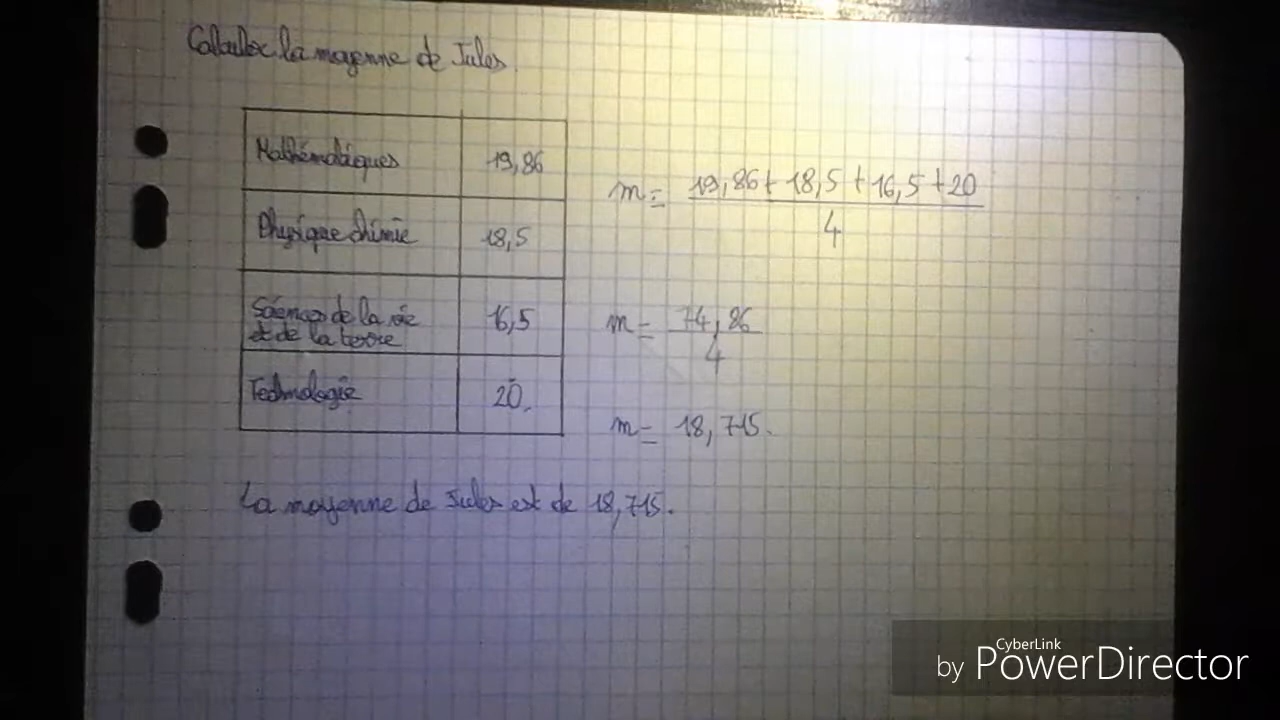 Calculer la moyenne de Jules.
Mathématiques 19,86
Physique chimie 18,5
Sciences de la vie
et de la terre 16,5
Technologie 20
m = 19,86 + 18,5 + 16,5 + 20
4
m = 74,86
4
m = 18,715.
La moyenne de Jules est de 18,715.
CyberLink
by PowerDirector